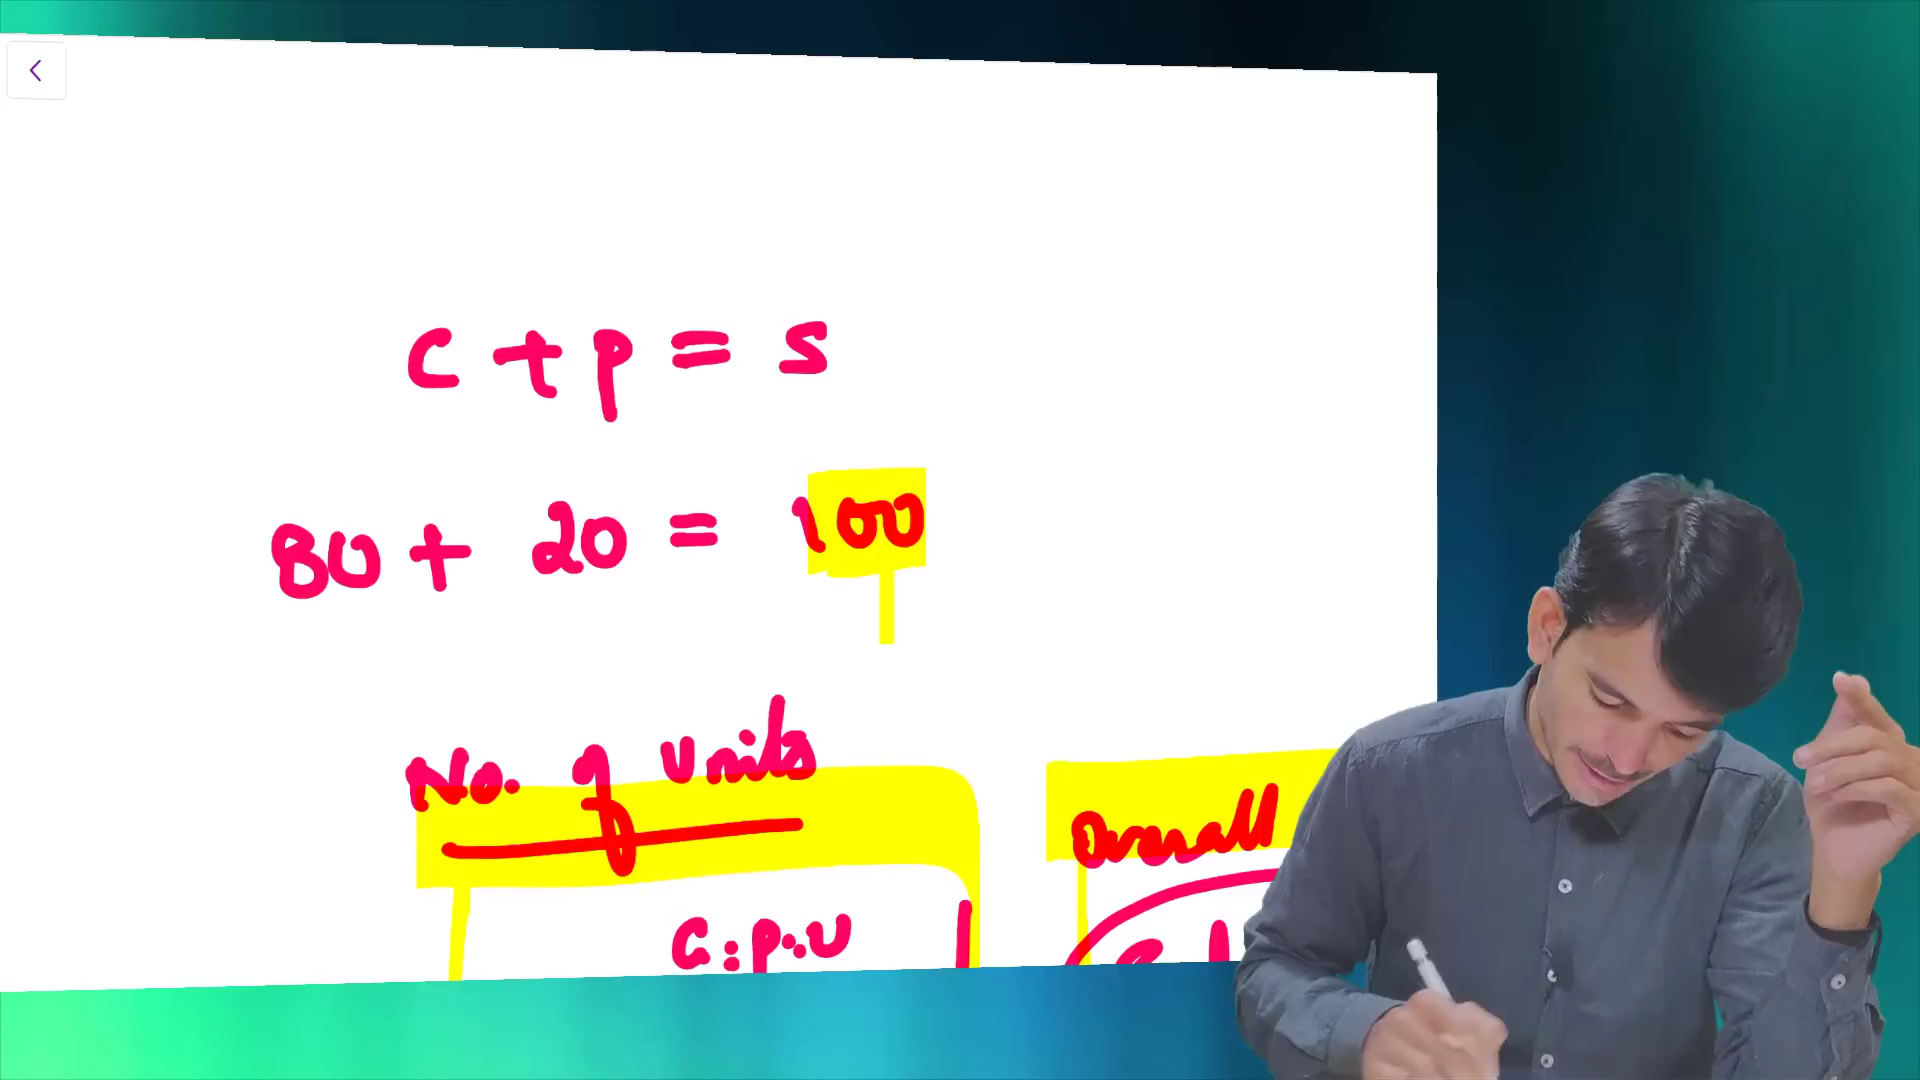 C + P = S
80 + 20 = 100
No. of Units
Overall
C.P.U